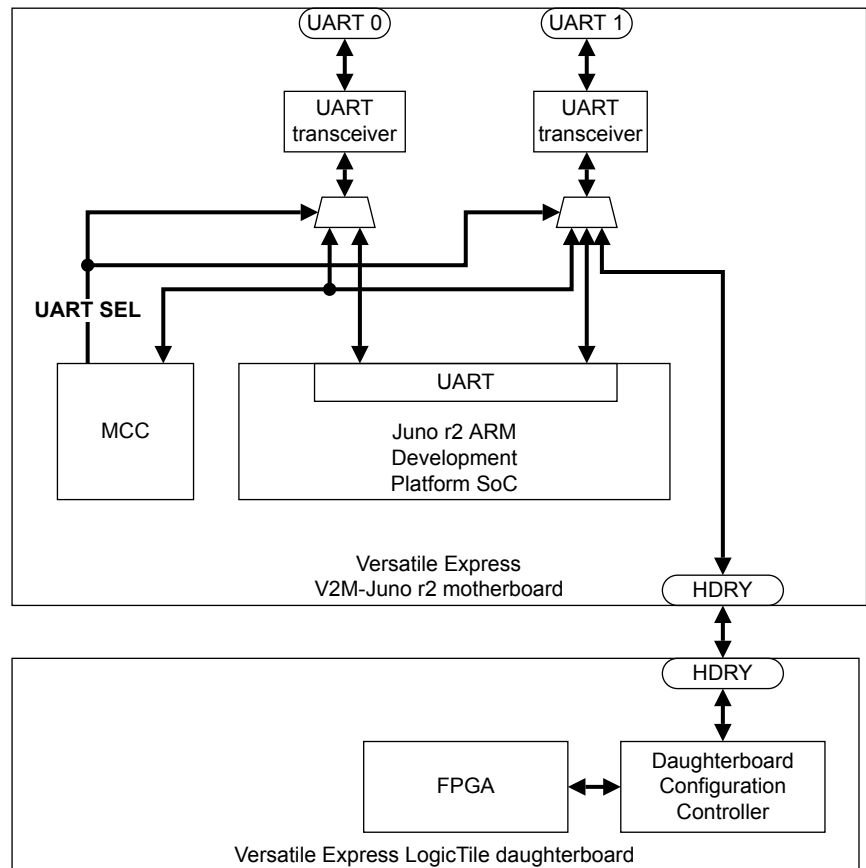 UART 0
UART 1
UART
transceiver
UART
transceiver
UART SEL
MCC
UART
Juno r2 ARM
Development
Platform SoC
Versatile Express
V2M-Juno r2 motherboard
HDRY
HDRY
FPGA
Daughterboard
Configuration
Controller
Versatile Express LogicTile daughterboard